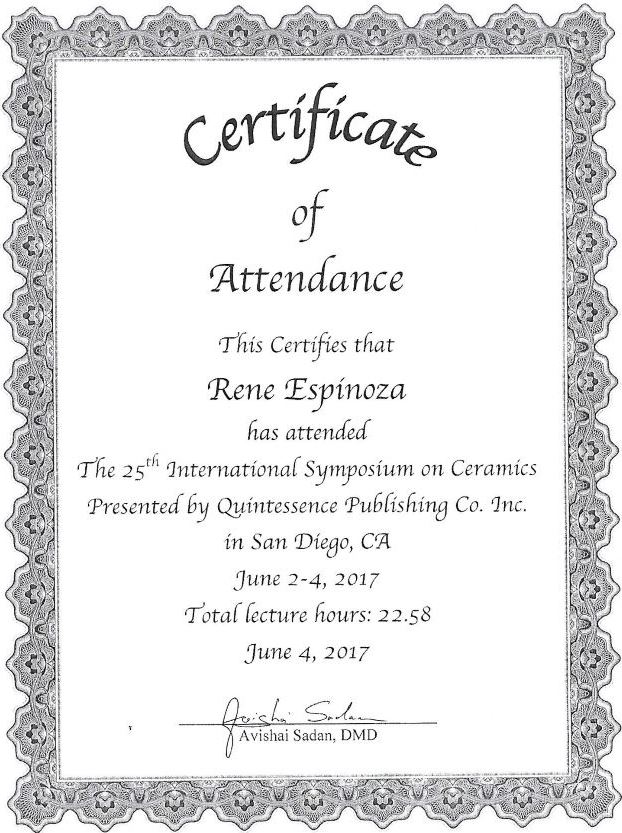 Certificate
of
Attendance
This Certifies that
Rene Espinoza
has attended
The 25th International Symposium on Ceramics
Presented by Quintessence Publishing Co. Inc.
in San Diego, CA
June 2-4, 2017
Total lecture hours: 22.58
June 4, 2017
Avishai Sadan
Avishai Sadan, DMD